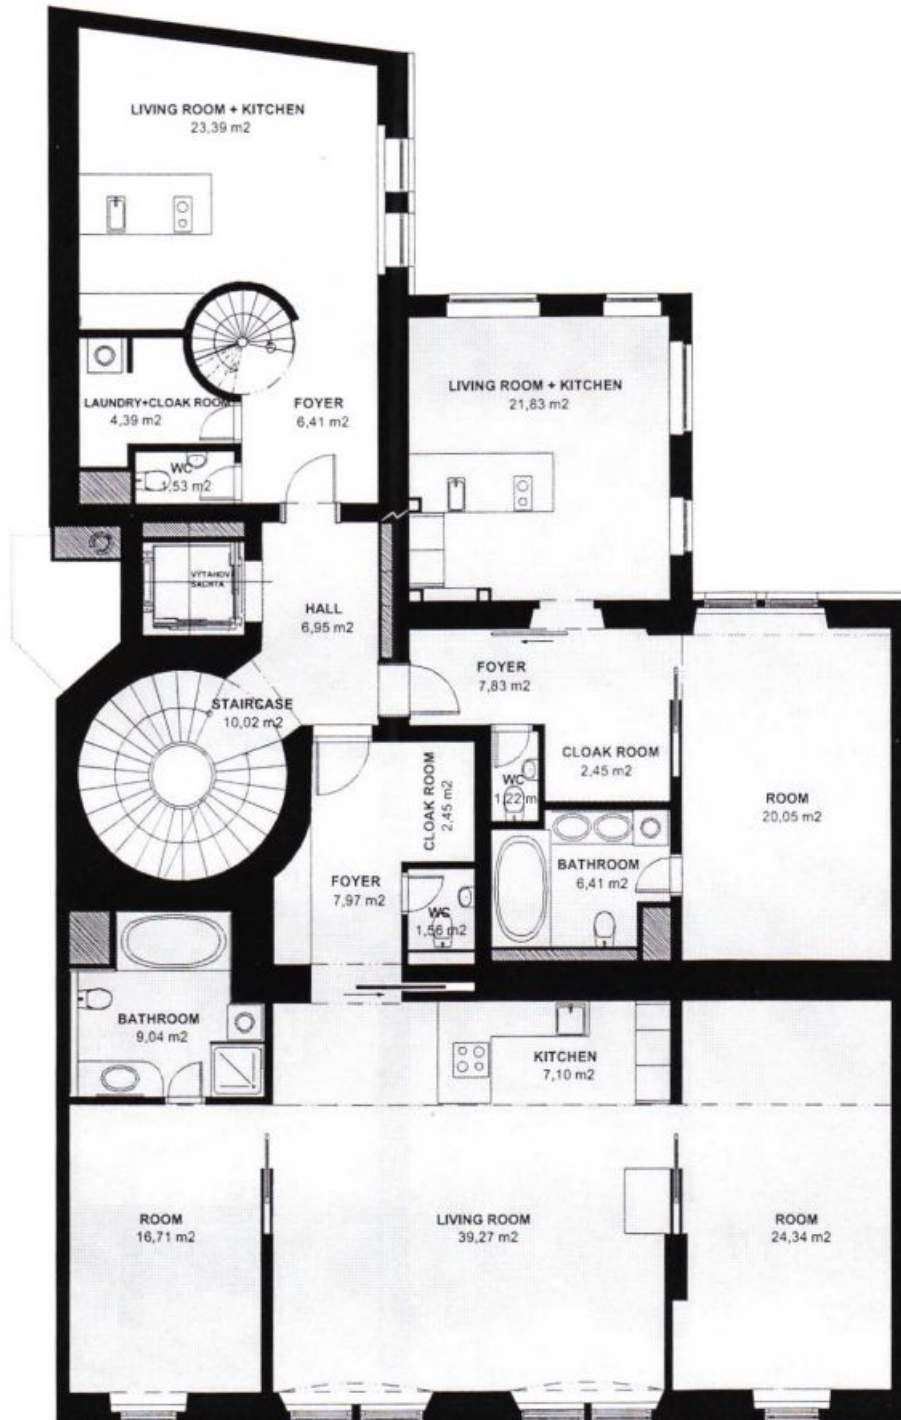 LIVING ROOM + KITCHEN
23,39 m2
LAUNDRY+CLOAK ROOM
4,39 m2
FOYER
6,41 m2
WC
1,53 m2
LIVING ROOM + KITCHEN
21,83 m2
VÝTAHOVÁ
ŠACHTA
HALL
6,95 m2
STAIRCASE
10,02 m2
FOYER
7,83 m2
CLOAK ROOM
2,45 m2
WC
1,22 m
ROOM
20,05 m2
BATHROOM
6,41 m2
CLOAK ROOM
2,45 m2
FOYER
7,97 m2
WC
1,56 m2
BATHROOM
9,04 m2
KITCHEN
7,10 m2
ROOM
16,71 m2
LIVING ROOM
39,27 m2
ROOM
24,34 m2